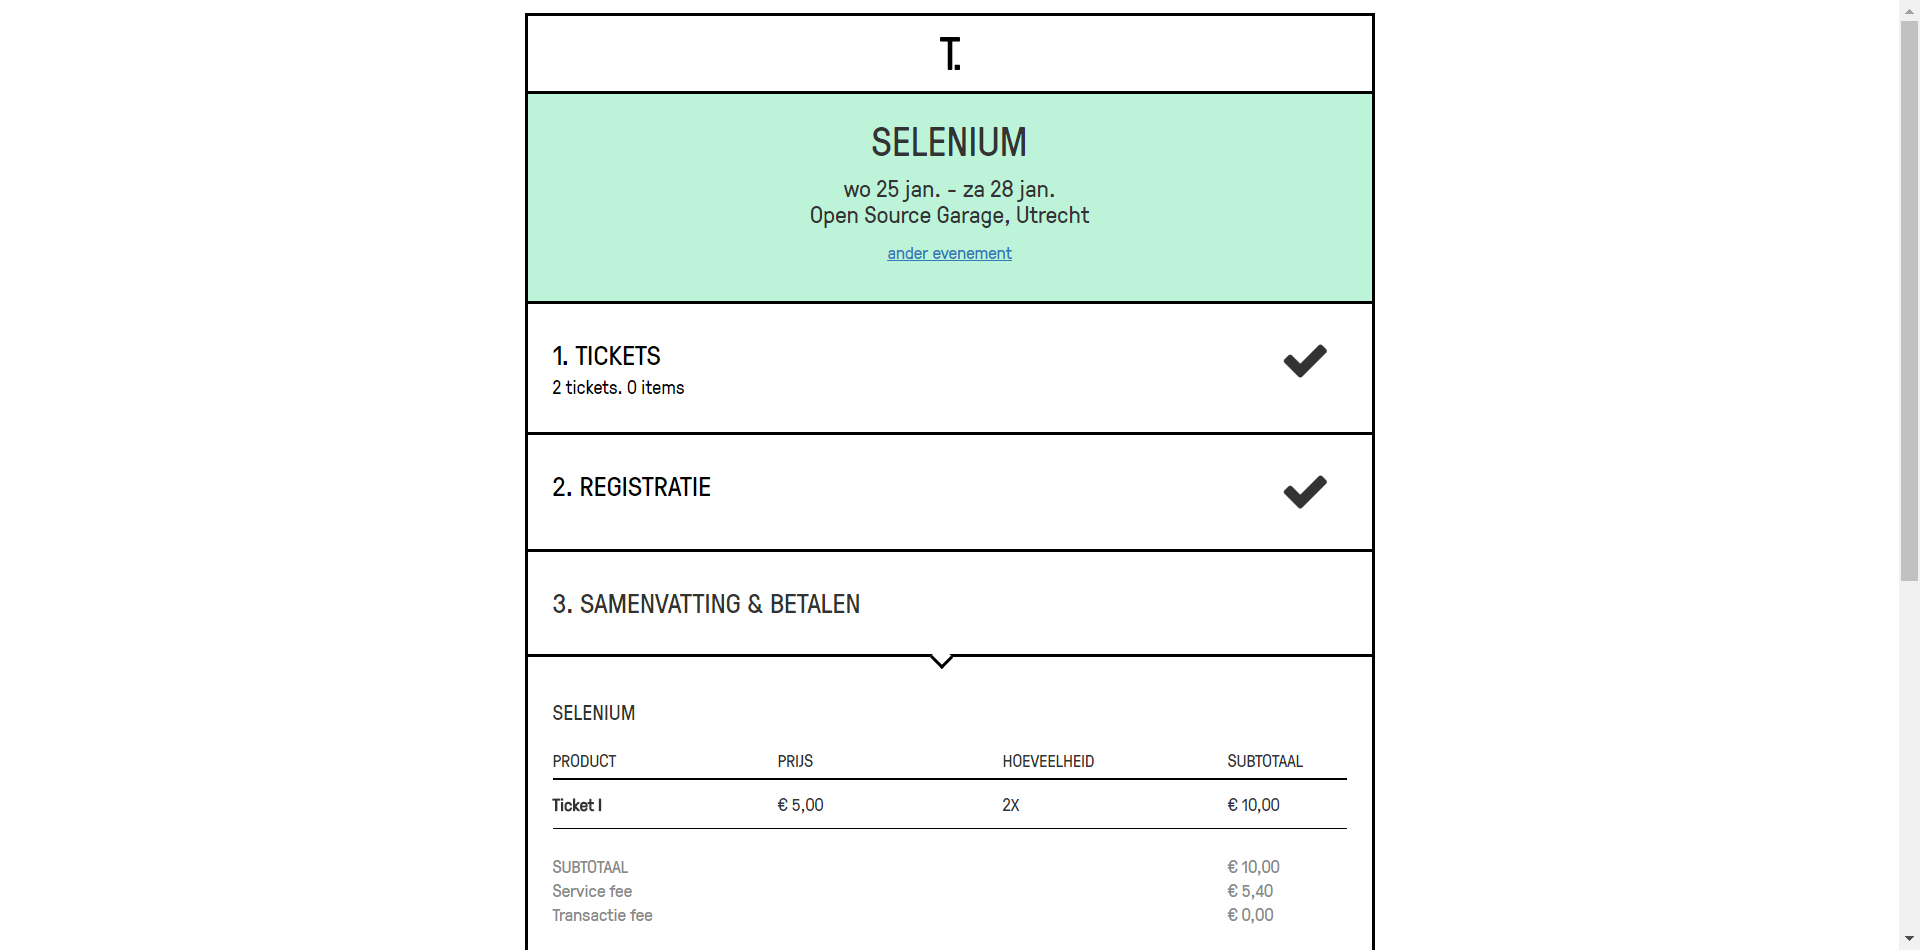 T.
SELENIUM
wo 25 jan. - za 28 jan.
Open Source Garage, Utrecht
ander evenement
1. TICKETS
2 tickets. 0 items
2. REGISTRATIE
3. SAMENVATTING & BETALEN
SELENIUM
PRODUCT PRIJS HOEVEELHEID SUBTOTAAL
Ticket I € 5,00 2X € 10,00
SUBTOTAAL € 10,00
Service fee € 5,40
Transactie fee € 0,00